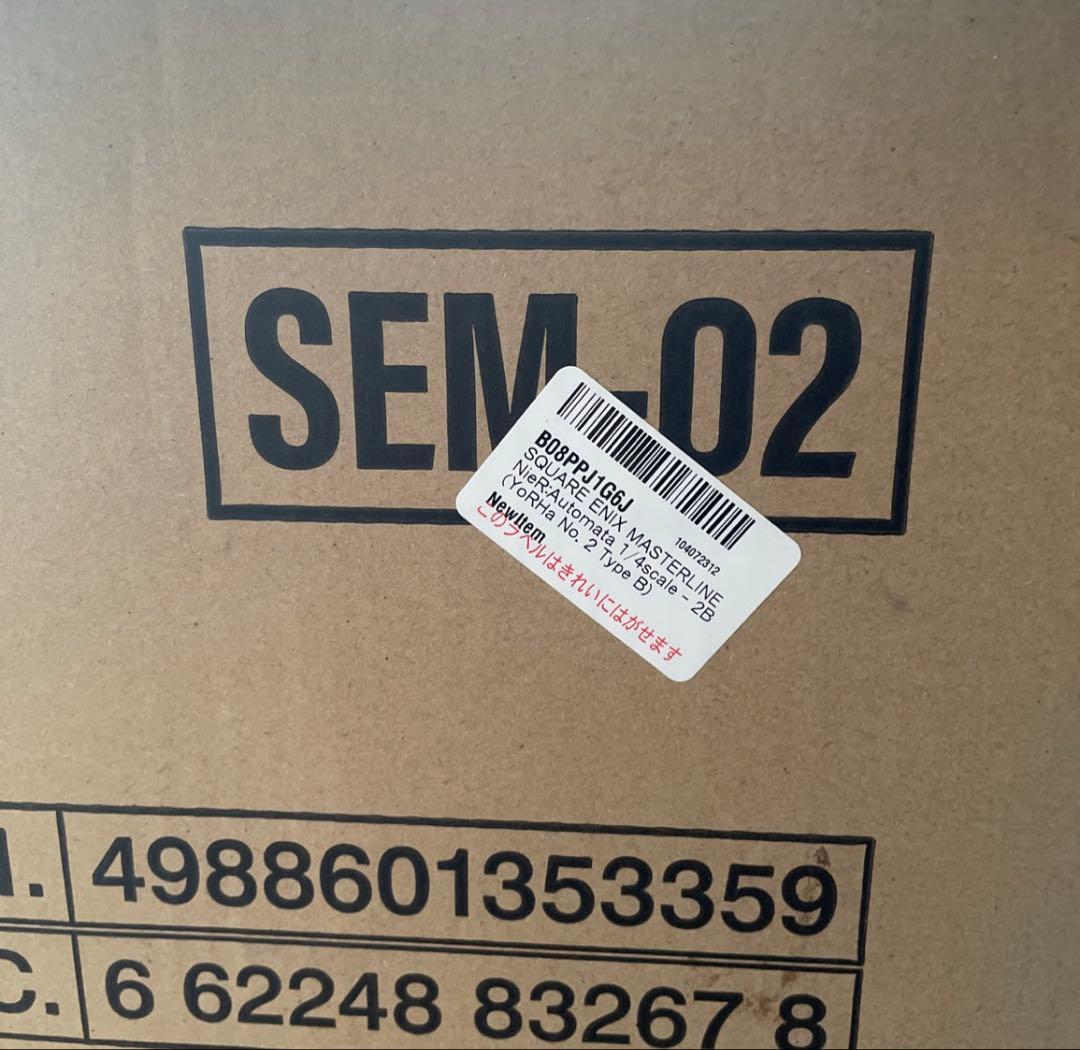 SEM-02
B08PPJ1G6J
104072312
SQUARE ENIX MASTERLINE
NieR:Automata 1/4scale - 2B
(YoRHa No. 2 Type B)
NewItem
このラベルはきれいにはがせます
4988601353359
C. 6 62248 83267 8